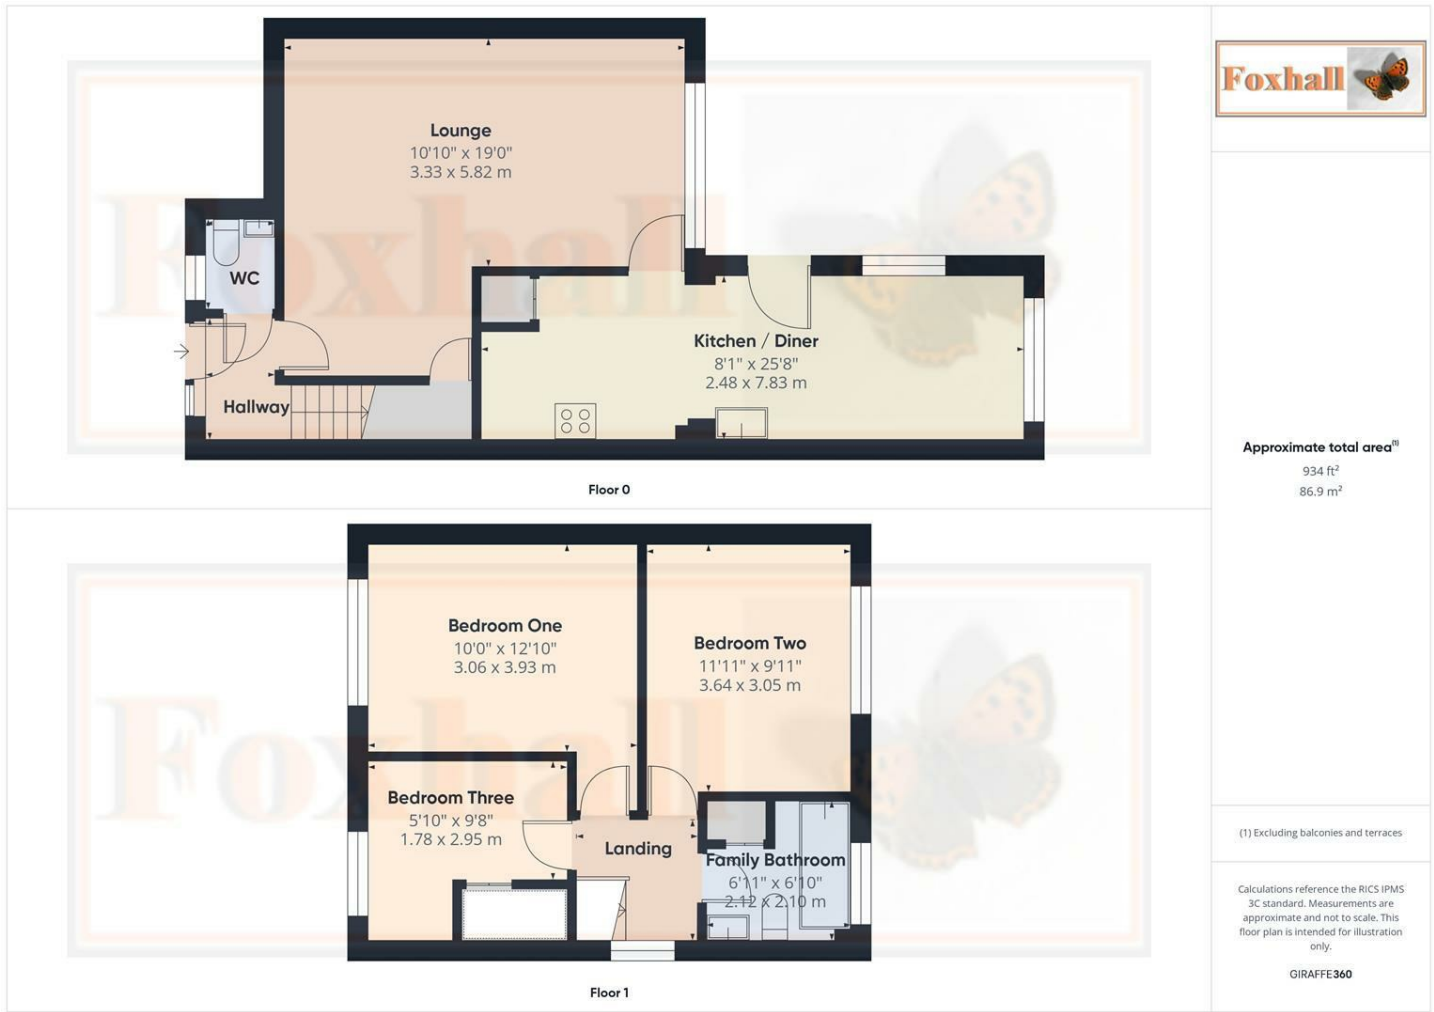 Lounge
10'10" x 19'0"
3.33 x 5.82 m
WC
Hallway
Kitchen / Diner
8'1" x 25'8"
2.48 x 7.83 m
Foxhall
Floor 0
Bedroom One
10'0" x 12'10"
3.06 x 3.93 m
Bedroom Two
11'11" x 9'11"
3.64 x 3.05 m
Bedroom Three
5'10" x 9'8"
1.78 x 2.95 m
Landing
Family Bathroom
6'11" x 6'10"
2.12 x 2.10 m
Foxhall
Floor 1
Foxhall
Approximate total area(1)
934 ft²
86.9 m²
(1) Excluding balconies and terraces
Calculations reference the RICS IPMS
3C standard. Measurements are
approximate and not to scale. This
floor plan is intended for illustration
only.
GIRAFFE360